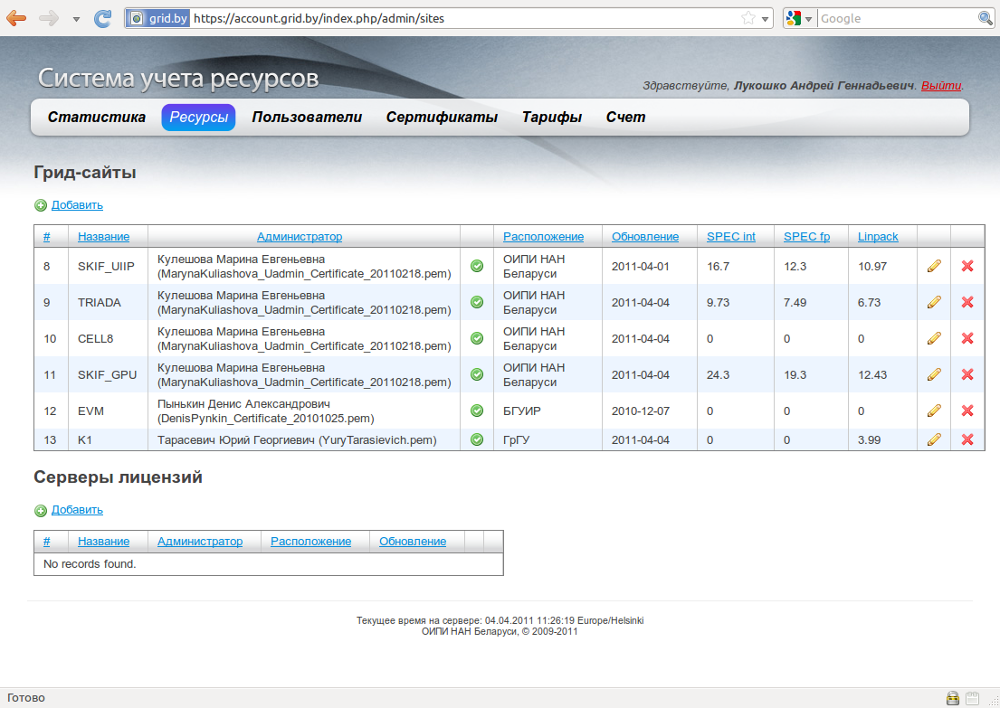 grid.by https://account.grid.by/index.php/admin/sites Google
Система учета ресурсов
Здравствуйте, Лукошко Андрей Геннадьевич. Выйти.
Статистика Ресурсы Пользователи Сертификаты Тарифы Счет
Грид-сайты
Добавить
# Название Администратор Расположение Обновление SPEC int SPEC fp Linpack
8 SKIF_UIIP Кулешова Марина Евгеньевна (MarynaKuliashova_Uadmin_Certificate_20110218.pem) ОИПИ НАН Беларуси 2011-04-01 16.7 12.3 10.97
9 TRIADA Кулешова Марина Евгеньевна (MarynaKuliashova_Uadmin_Certificate_20110218.pem) ОИПИ НАН Беларуси 2011-04-04 9.73 7.49 6.73
10 CELL8 Кулешова Марина Евгеньевна (MarynaKuliashova_Uadmin_Certificate_20110218.pem) ОИПИ НАН Беларуси 2011-04-04 0 0 0
11 SKIF_GPU Кулешова Марина Евгеньевна (MarynaKuliashova_Uadmin_Certificate_20110218.pem) ОИПИ НАН Беларуси 2011-04-04 24.3 19.3 12.43
12 EVM Пынькин Денис Александрович (DenisPynkin_Certificate_20101025.pem) БГУИР 2010-12-07 0 0 0
13 K1 Тарасевич Юрий Георгиевич (YuryTarasievich.pem) ГрГУ 2011-04-04 0 0 3.99
Серверы лицензий
Добавить
# Название Администратор Расположение Обновление
No records found.
Текущее время на сервере: 04.04.2011 11:26:19 Europe/Helsinki
ОИПИ НАН Беларуси, © 2009-2011
Готово